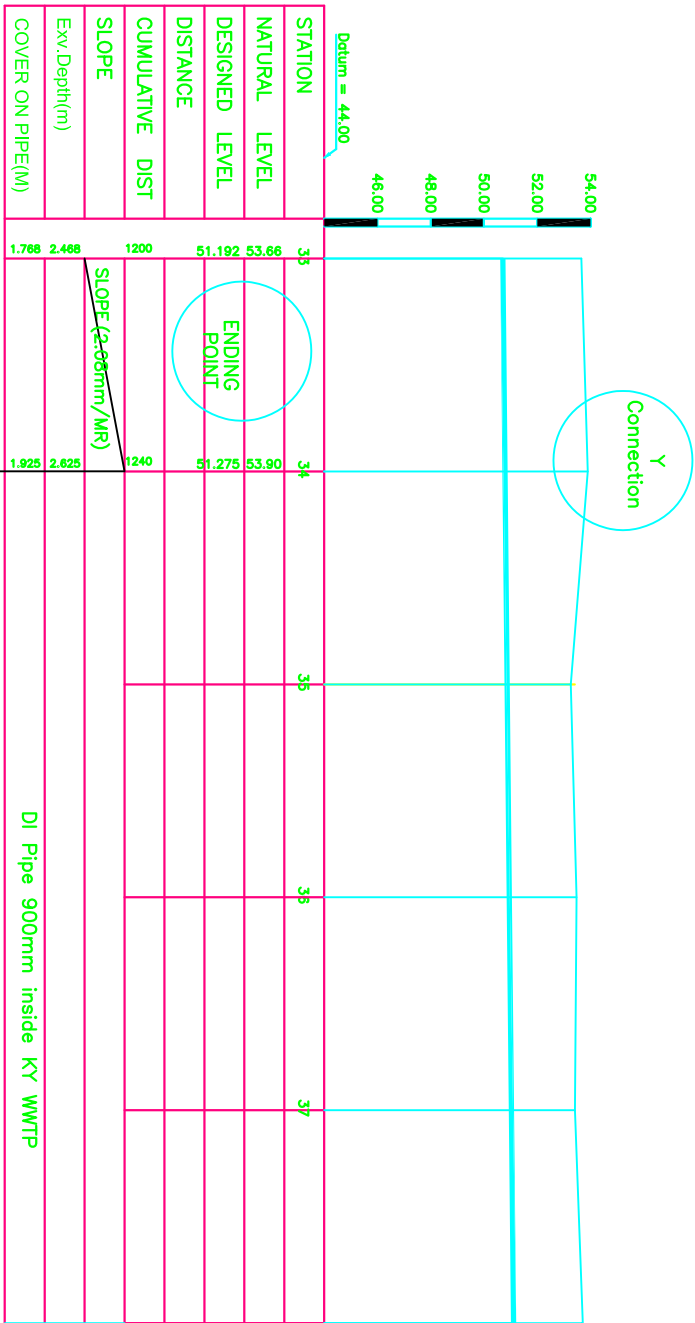 Y
Connection
54.00
52.00
50.00
48.00
46.00
Datum = 44.00
STATION 33 34 35 36 37
NATURAL LEVEL 53.66 53.90
DESIGNED LEVEL 51.192 51.275
ENDING
POINT
DISTANCE
CUMULATIVE DIST 1200 1240
SLOPE SLOPE (2.08mm/MR)
Exv.Depth(m) 2.468 2.625
DI Pipe 900mm inside KY WWTP
COVER ON PIPE(M) 1.768 1.925